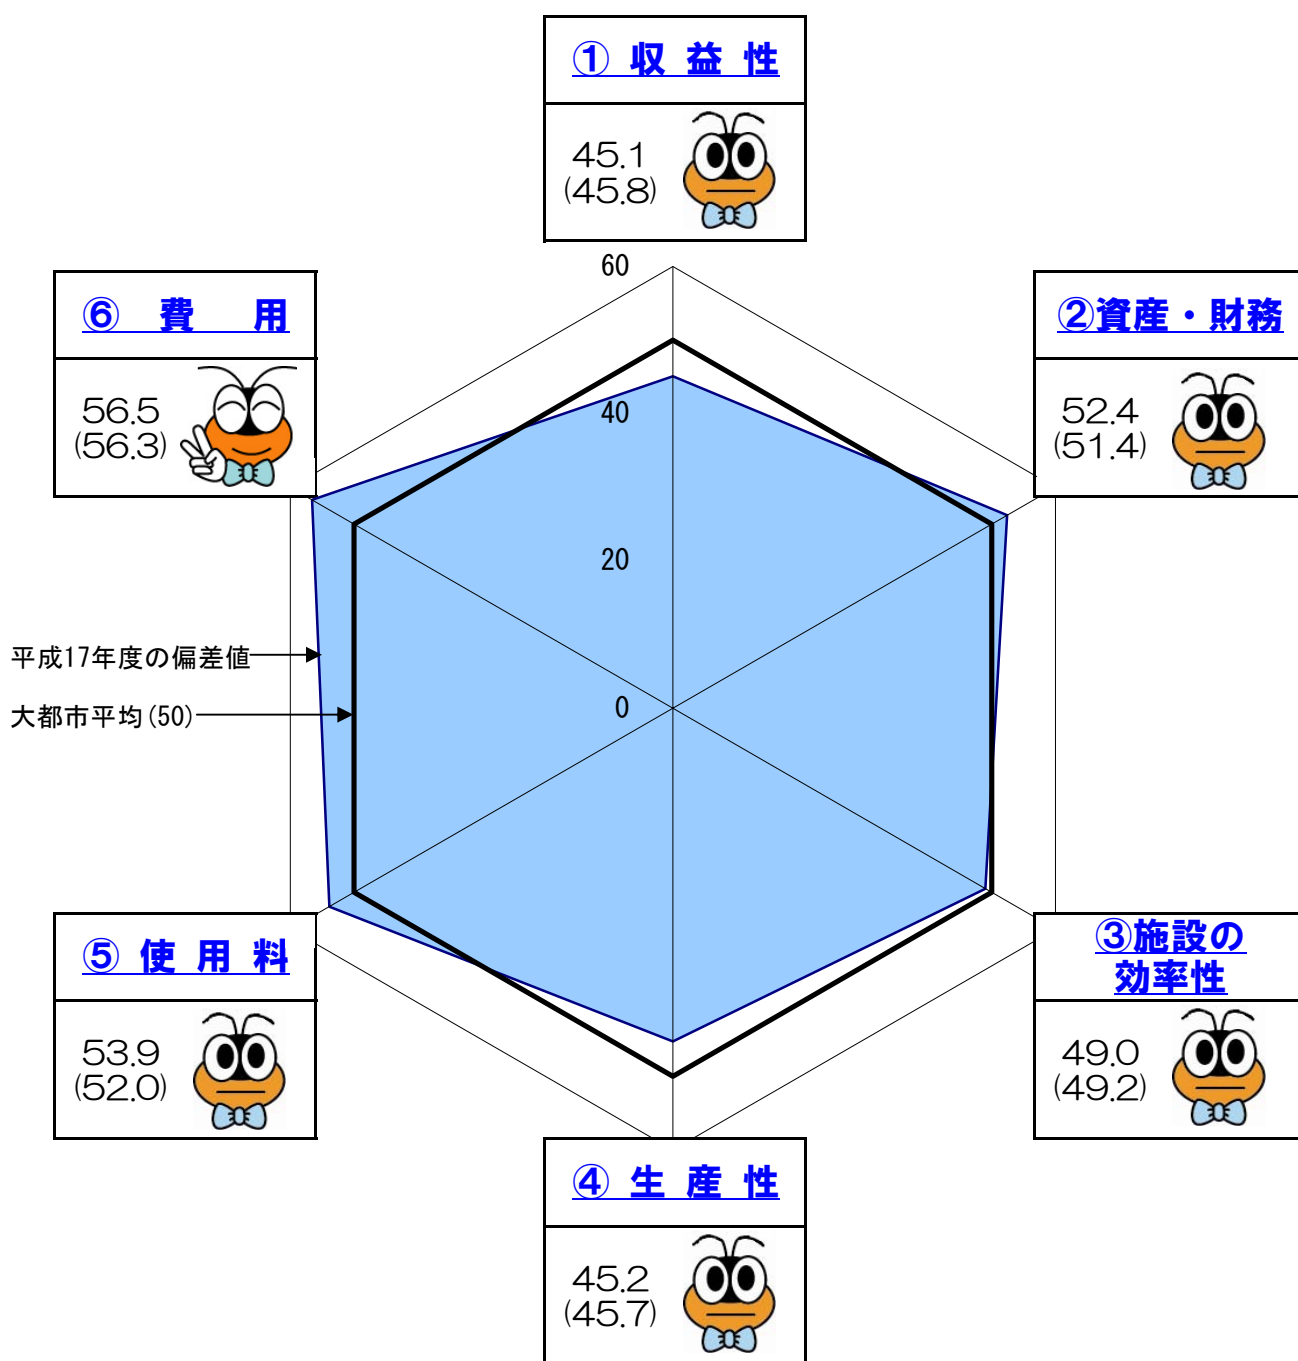 ① 収 益 性
45.1
(45.8)
60
⑥ 費 用
56.5
(56.3)
②資産・財務
52.4
(51.4)
40
20
平成17年度の偏差値
大都市平均(50)
0
⑤ 使 用 料
53.9
(52.0)
③施設の
効率性
49.0
(49.2)
④ 生 産 性
45.2
(45.7)